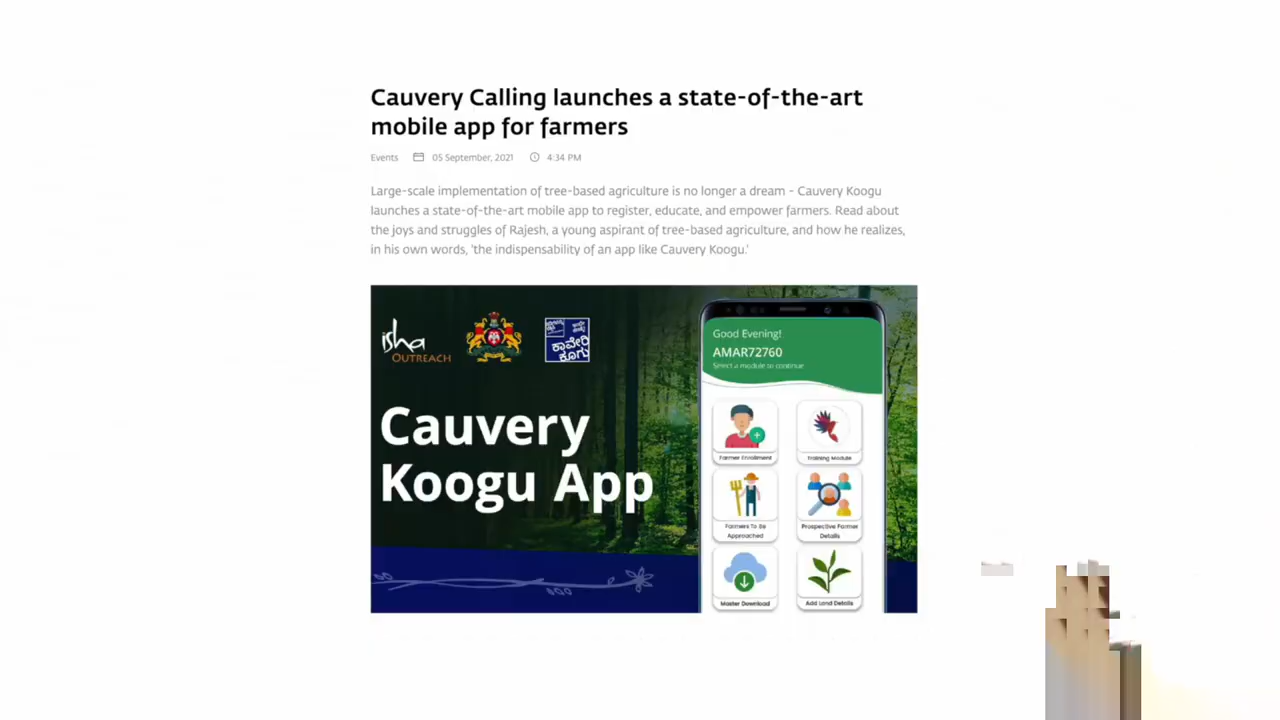 Cauvery Calling launches a state-of-the-art
mobile app for farmers
Events 05 September, 2021 4:34 PM
Large-scale implementation of tree-based agriculture is no longer a dream - Cauvery Koogu
launches a state-of-the-art mobile app to register, educate, and empower farmers. Read about
the joys and struggles of Rajesh, a young aspirant of tree-based agriculture, and how he realizes,
in his own words, 'the indispensability of an app like Cauvery Koogu.'
isha
OUTREACH
ಕಾವೇರಿ
ಕೂಗು
Cauvery
Koogu App
Good Evening!
AMAR72760
Select a module to continue
Farmer Enrollment Training Module
Farmers To Be
Approached
Prospective Farmer
Details
Master Download Add Land Details